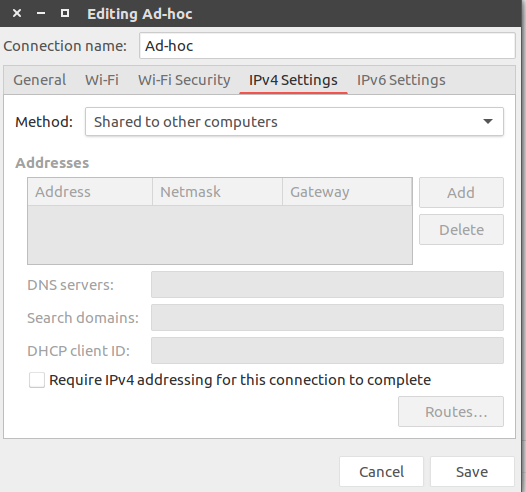 Editing Ad-hoc
Connection name: Ad-hoc
General Wi-Fi Wi-Fi Security IPv4 Settings IPv6 Settings
Method: Shared to other computers
Addresses
Address Netmask Gateway Add
Delete
DNS servers:
Search domains:
DHCP client ID:
Require IPv4 addressing for this connection to complete
Routes...
Cancel Save